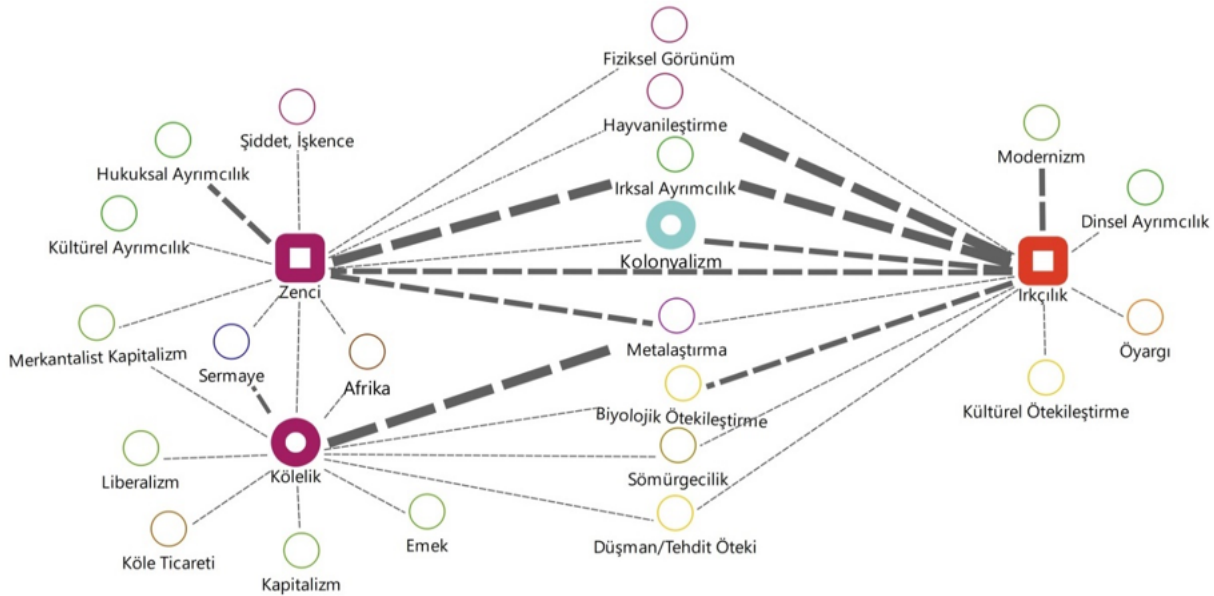 Fiziksel Görünüm
Hayvanileştirme
Şiddet, İşkence
Modernizm
Hukuksal Ayrımcılık
Irksal Ayrımcılık
Dinsel Ayrımcılık
Kültürel Ayrımcılık
Kolonyalizm
Zenci
Irkçılık
Merkantalist Kapitalizm
Sermaye
Afrika
Metalaştırma
Öyargı
Biyolojik Ötekileştirme
Kültürel Ötekileştirme
Liberalizm
Kölelik
Sömürgecilik
Köle Ticareti
Emek
Düşman/Tehdit Öteki
Kapitalizm